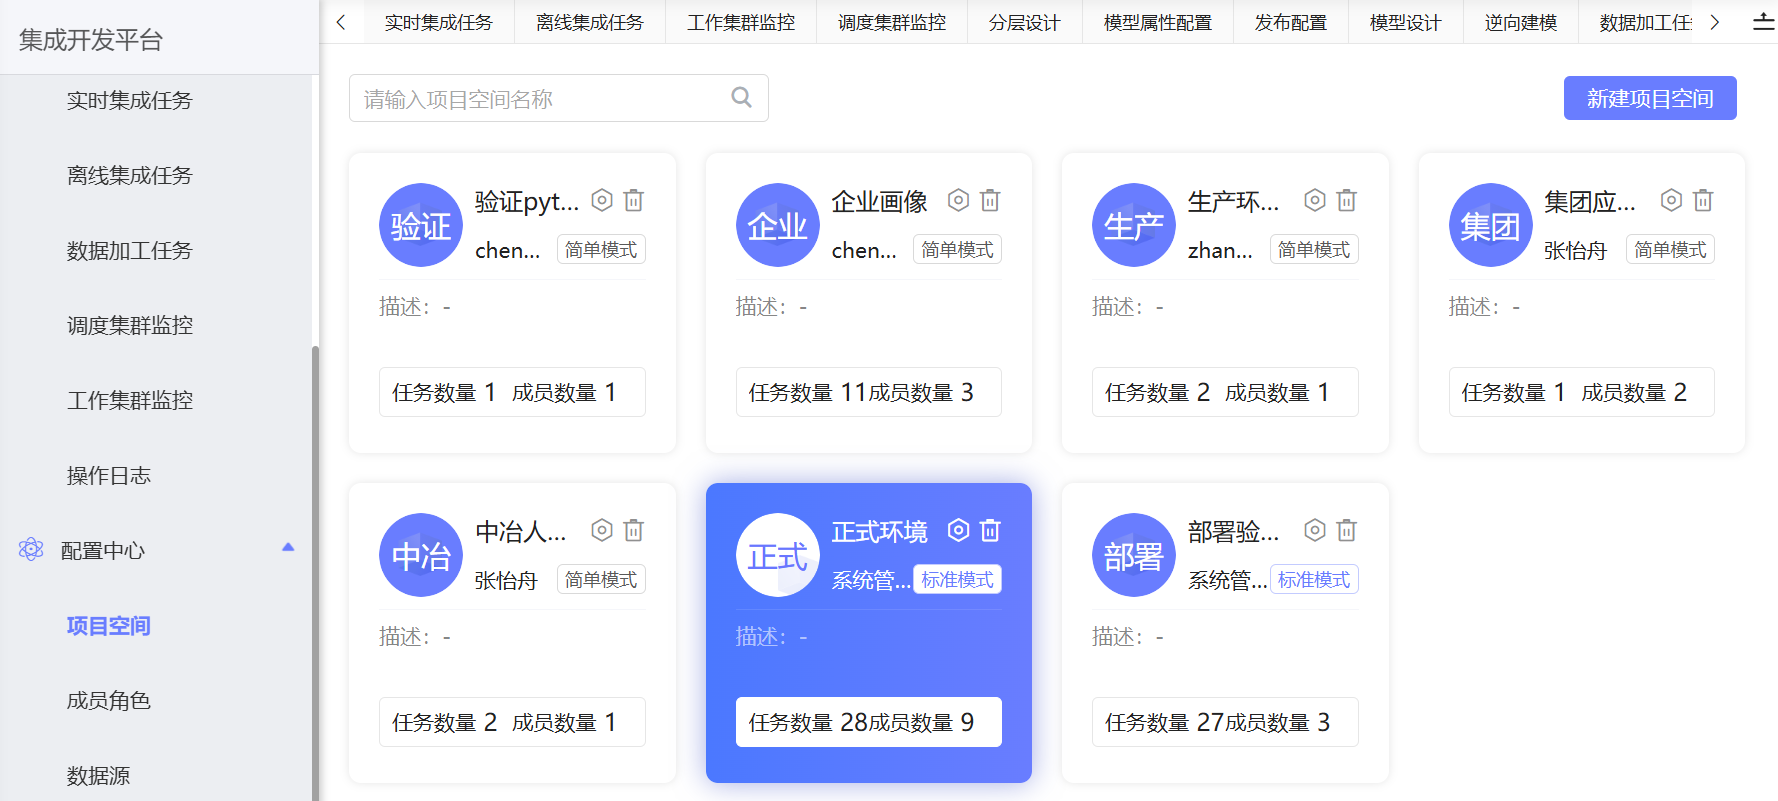 集成开发平台
实时集成任务
离线集成任务
数据加工任务
调度集群监控
工作集群监控
操作日志
配置中心
项目空间
成员角色
数据源
实时集成任务 离线集成任务 工作集群监控 调度集群监控 分层设计 模型属性配置 发布配置 模型设计 逆向建模 数据加工任
请输入项目空间名称
新建项目空间
验证
验证pyt...
chen... 简单模式
描述：-
任务数量 1 成员数量 1
企业
企业画像
chen... 简单模式
描述：-
任务数量 11 成员数量 3
生产
生产环...
zhan... 简单模式
描述：-
任务数量 2 成员数量 1
集团
集团应...
张怡舟 简单模式
描述：-
任务数量 1 成员数量 2
中冶
中冶人...
张怡舟 简单模式
描述：-
任务数量 2 成员数量 1
正式
正式环境
系统管... 标准模式
描述：-
任务数量 28 成员数量 9
部署
部署验...
系统管... 标准模式
描述：-
任务数量 27 成员数量 3